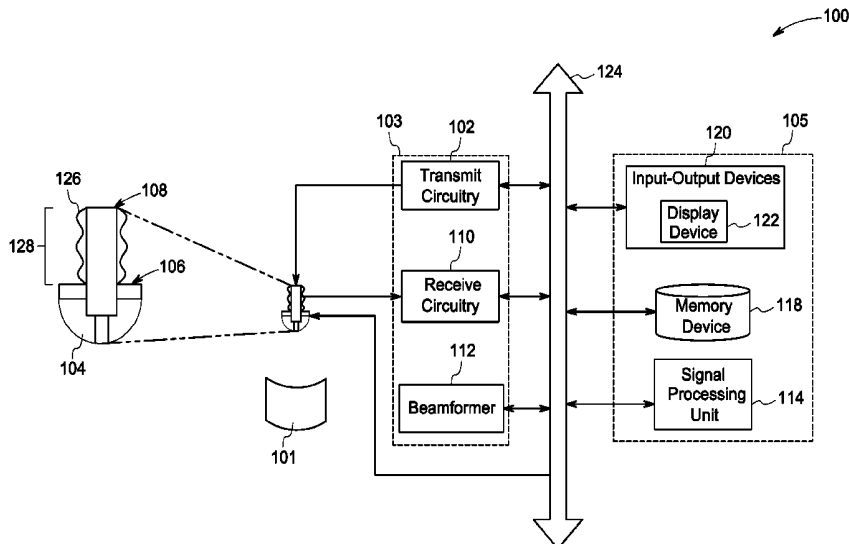 100
124
103
102
Transmit
Circuitry
120
105
Input-Output Devices
Display
Device
122
126
108
128
106
104
110
Receive
Circuitry
Memory
Device
118
112
Beamformer
Signal
Processing
Unit
114
101